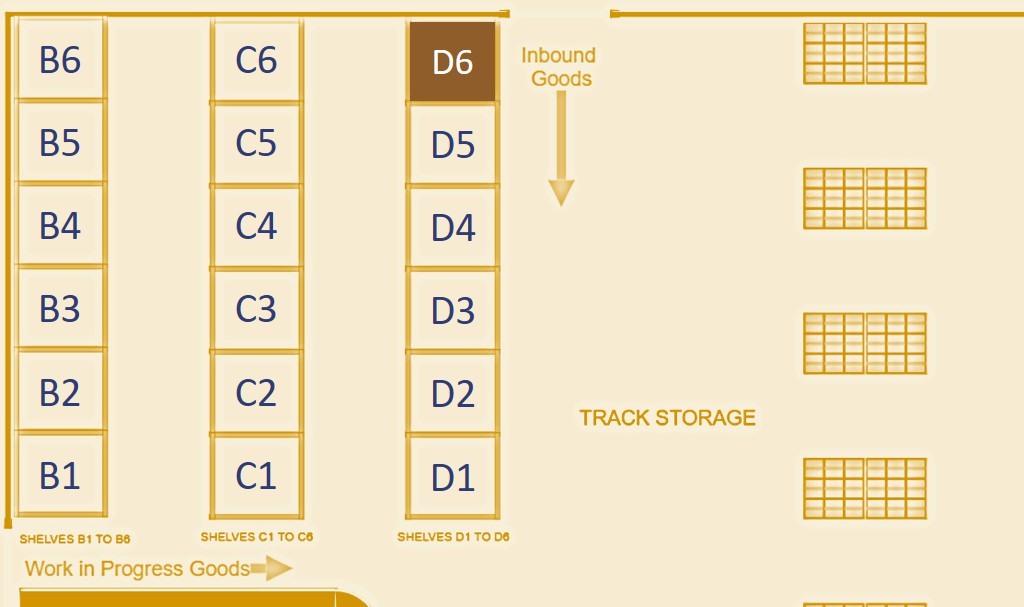 B6 C6 D6
Inbound
Goods
B5 C5 D5
B4 C4 D4
B3 C3 D3
B2 C2 D2
TRACK STORAGE
B1 C1 D1
SHELVES B1 TO B6 SHELVES C1 TO C6 SHELVES D1 TO D6
Work in Progress Goods